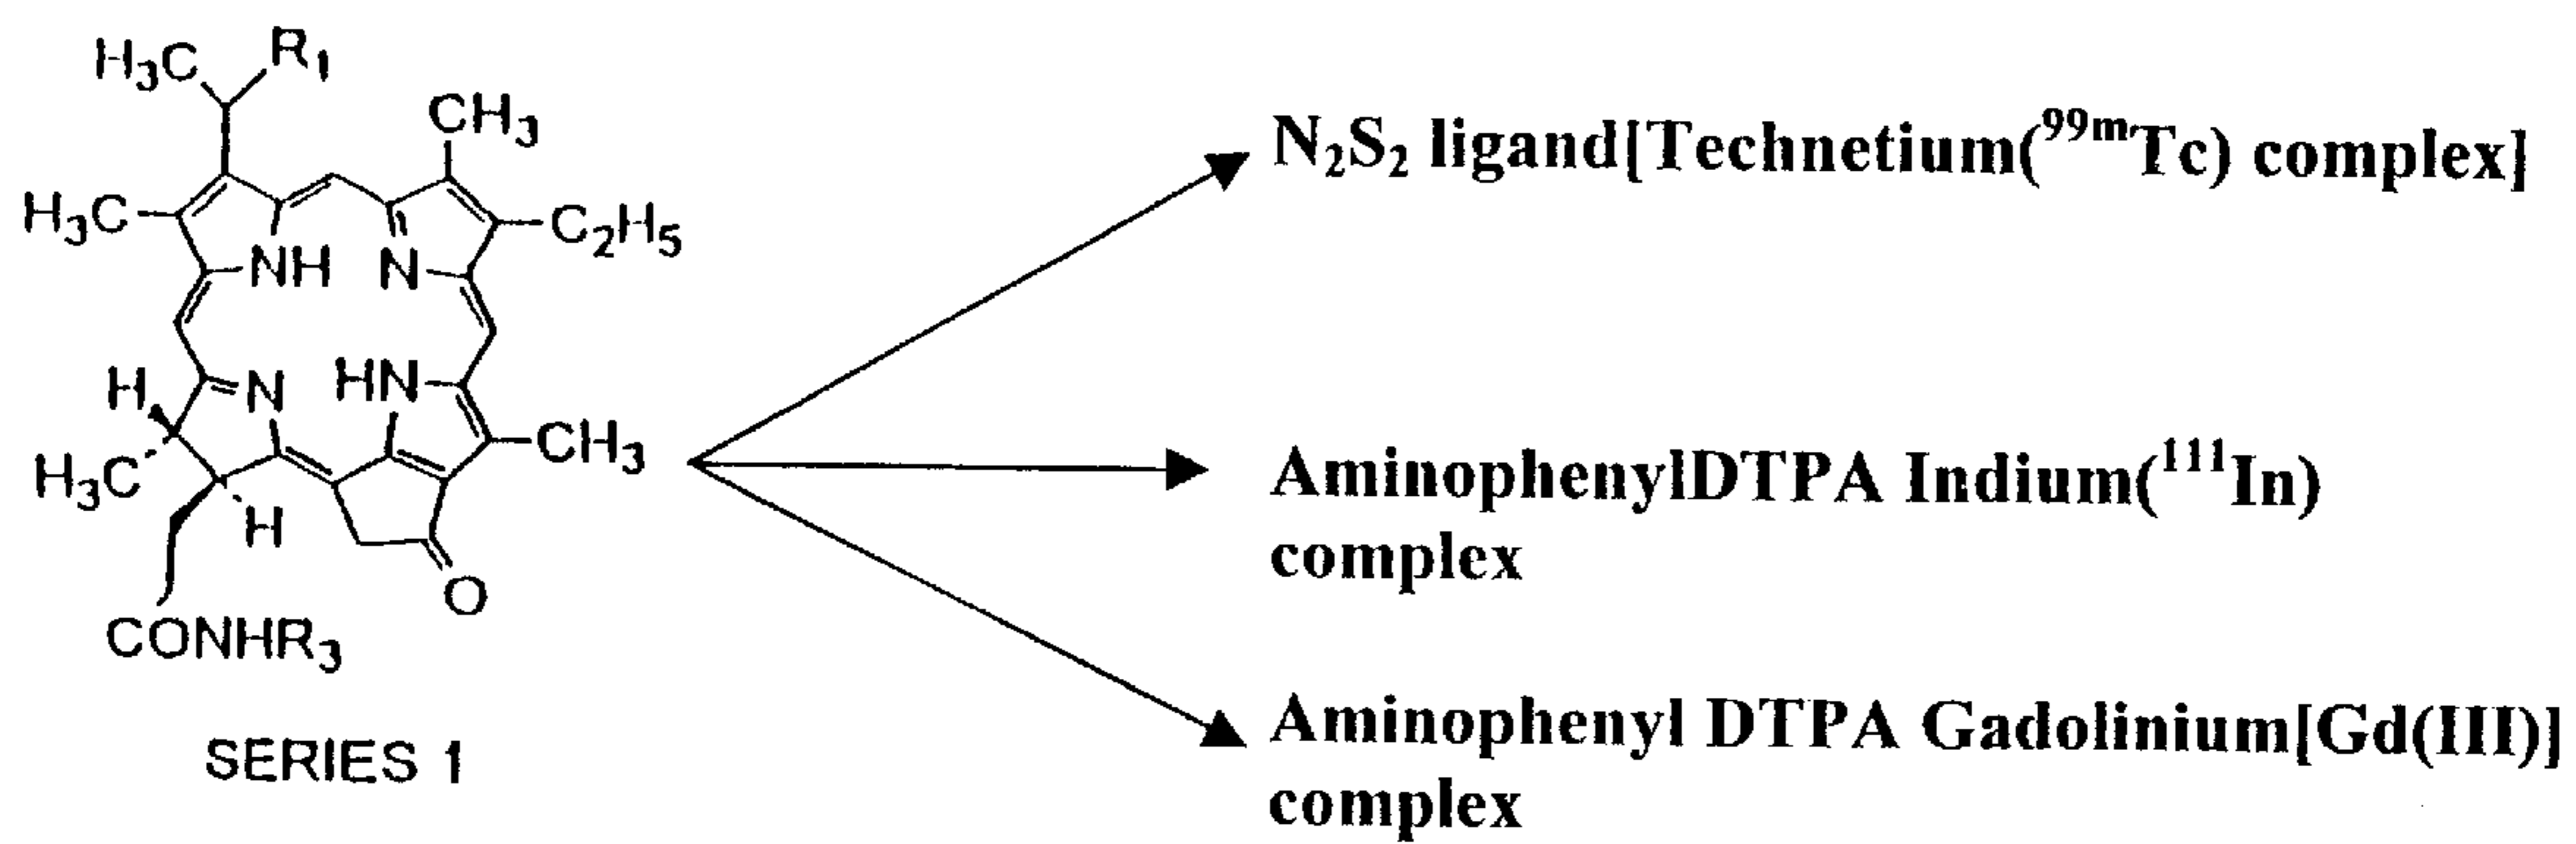 H₃C R₁
CH₃
H₃C C₂H₅
NH N
H N HN
H₃C CH₃
H
O
CONHR₃
SERIES 1
N₂S₂ ligand[Technetium(⁹⁹ᵐTc) complex]
AminophenylDTPA Indium(¹¹¹In)
complex
Aminophenyl DTPA Gadolinium[Gd(III)]
complex